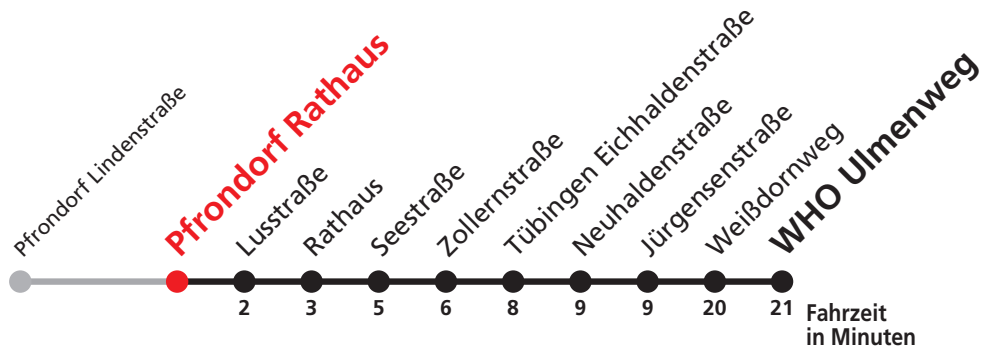 Pfrondorf Lindenstraße
Pfrondorf Rathaus
Lusstraße
Rathaus
Seestraße
Zollernstraße
Tübingen Eichhaldenstraße
Neuhaldenstraße
Jürgensenstraße
Weißdornweg
WHO Ulmenweg
2 3 5 6 8 9 9 20 21
Fahrzeit
in Minuten